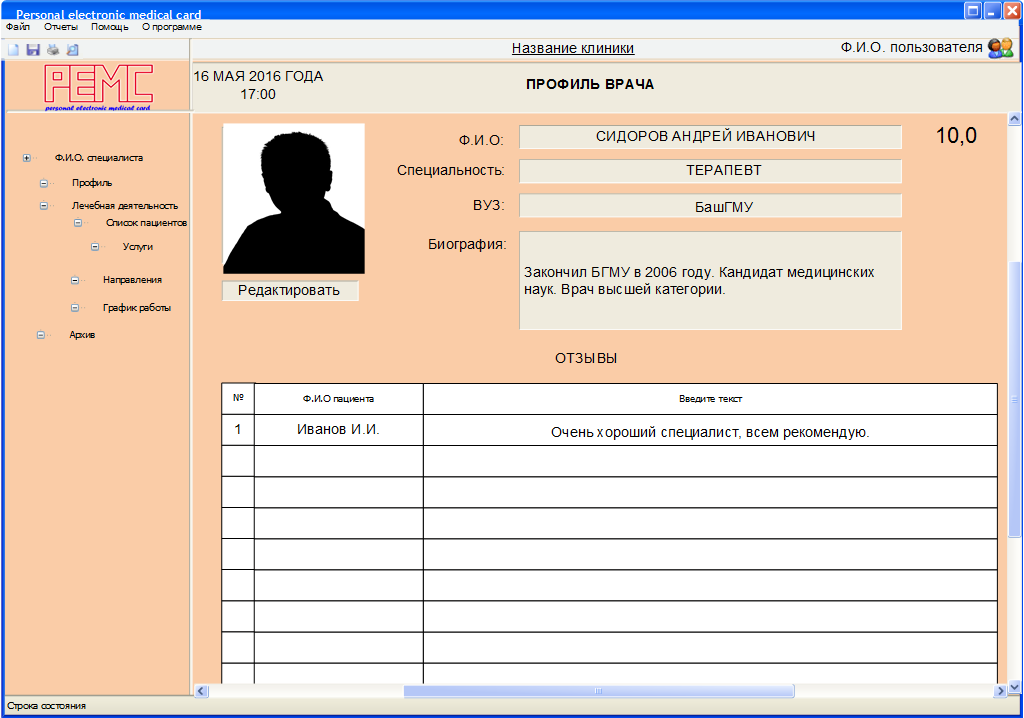 Personal electronic medical card
Файл Отчеты Помощь О программе
Название клиники
Ф.И.О. пользователя
PEMC
personal electronic medical card
16 МАЯ 2016 ГОДА
17:00
ПРОФИЛЬ ВРАЧА
Ф.И.О. специалиста
Профиль
Лечебная деятельность
Список пациентов
Услуги
Направления
График работы
Архив
Ф.И.О: СИДОРОВ АНДРЕЙ ИВАНОВИЧ
10,0
Специальность: ТЕРАПЕВТ
ВУЗ: БашГМУ
Биография:
Закончил БГМУ в 2006 году. Кандидат медицинских
наук. Врач высшей категории.
Редактировать
ОТЗЫВЫ
№ Ф.И.О пациента Введите текст
1 Иванов И.И. Очень хороший специалист, всем рекомендую.
Строка состояния